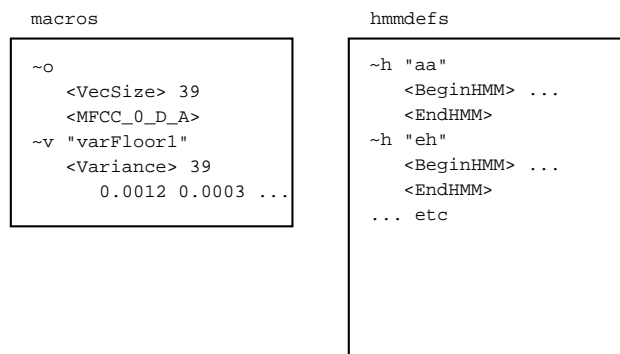 macros
~o
<VecSize> 39
<MFCC_0_D_A>
~v "varFloor1"
<Variance> 39
0.0012 0.0003 ...
hmmdefs
~h "aa"
<BeginHMM> ...
<EndHMM>
~h "eh"
<BeginHMM> ...
<EndHMM>
... etc